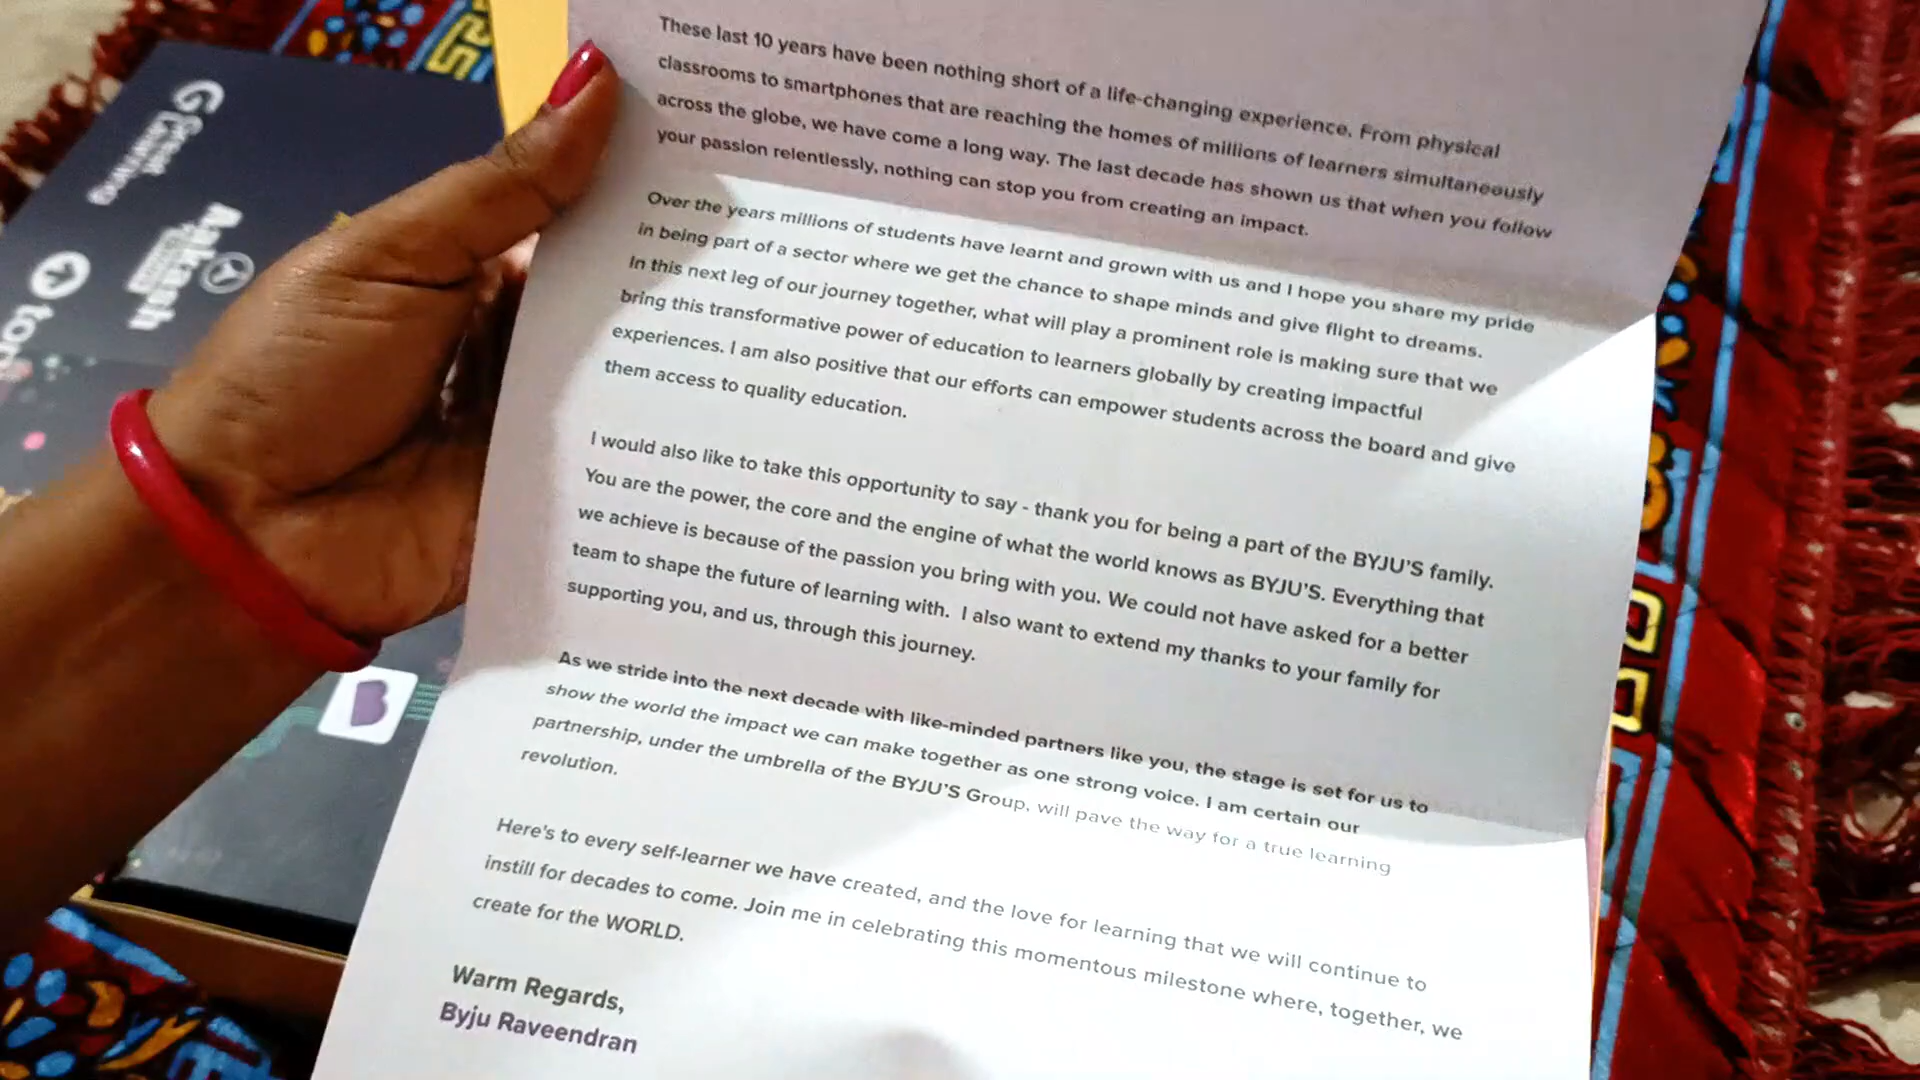 These last 10 years have been nothing short of a life-changing experience. From physical
classrooms to smartphones that are reaching the homes of millions of learners simultaneously
across the globe, we have come a long way. The last decade has shown us that when you follow
your passion relentlessly, nothing can stop you from creating an impact.
Over the years millions of students have learnt and grown with us and I hope you share my pride
in being part of a sector where we get the chance to shape minds and give flight to dreams.
In this next leg of our journey together, what will play a prominent role is making sure that we
bring this transformative power of education to learners globally by creating impactful
experiences. I am also positive that our efforts can empower students across the board and give
them access to quality education.
I would also like to take this opportunity to say - thank you for being a part of the BYJU'S family.
You are the power, the core and the engine of what the world knows as BYJU'S. Everything that
we achieve is because of the passion you bring with you. We could not have asked for a better
team to shape the future of learning with. I also want to extend my thanks to your family for
supporting you, and us, through this journey.
As we stride into the next decade with like-minded partners like you, the stage is set for us to
show the world the impact we can make together as one strong voice. I am certain our
partnership, under the umbrella of the BYJU'S Group, will pave the way for a true learning
revolution.
Here's to every self-learner we have created, and the love for learning that we will continue to
instill for decades to come. Join me in celebrating this momentous milestone where, together, we
create for the WORLD.
Warm Regards,
Byju Raveendran
G Great
Learning
Aakash